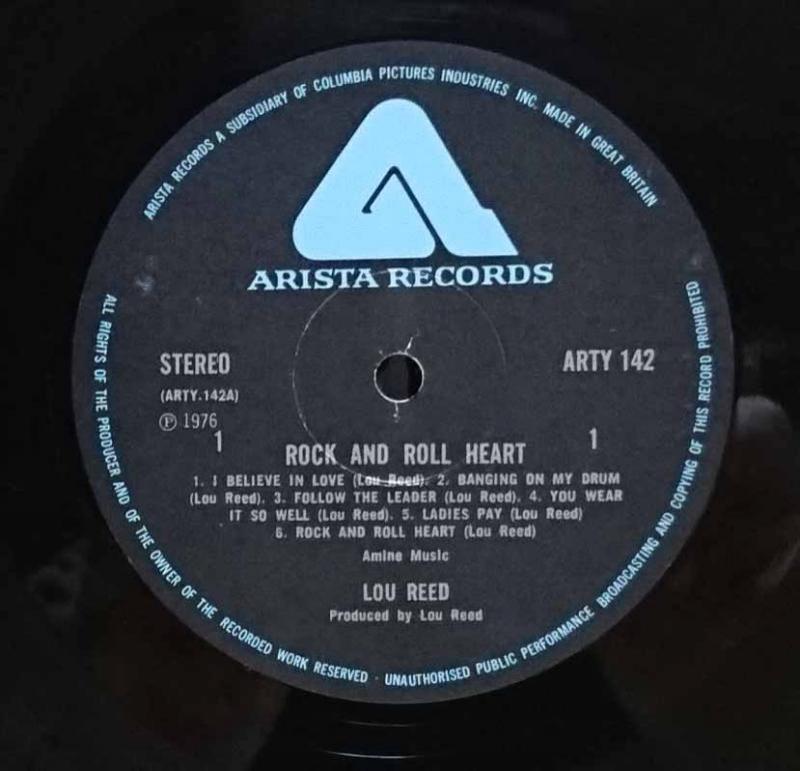 ARISTA RECORDS A SUBSIDIARY OF COLUMBIA PICTURES INDUSTRIES INC. MADE IN GREAT BRITAIN
ARISTA RECORDS
STEREO
ARTY 142
(ARTY.142A)
Ⓟ 1976
1
1
ROCK AND ROLL HEART
1. I BELIEVE IN LOVE (Lou Reed). 2. BANGING ON MY DRUM
(Lou Reed). 3. FOLLOW THE LEADER (Lou Reed). 4. YOU WEAR
IT SO WELL (Lou Reed). 5. LADIES PAY (Lou Reed)
6. ROCK AND ROLL HEART (Lou Reed)
Amine Music
LOU REED
Produced by Lou Reed
ALL RIGHTS OF THE PRODUCER AND OF THE OWNER OF THE RECORDED WORK RESERVED · UNAUTHORISED PUBLIC PERFORMANCE BROADCASTING AND COPYING OF THIS RECORD PROHIBITED